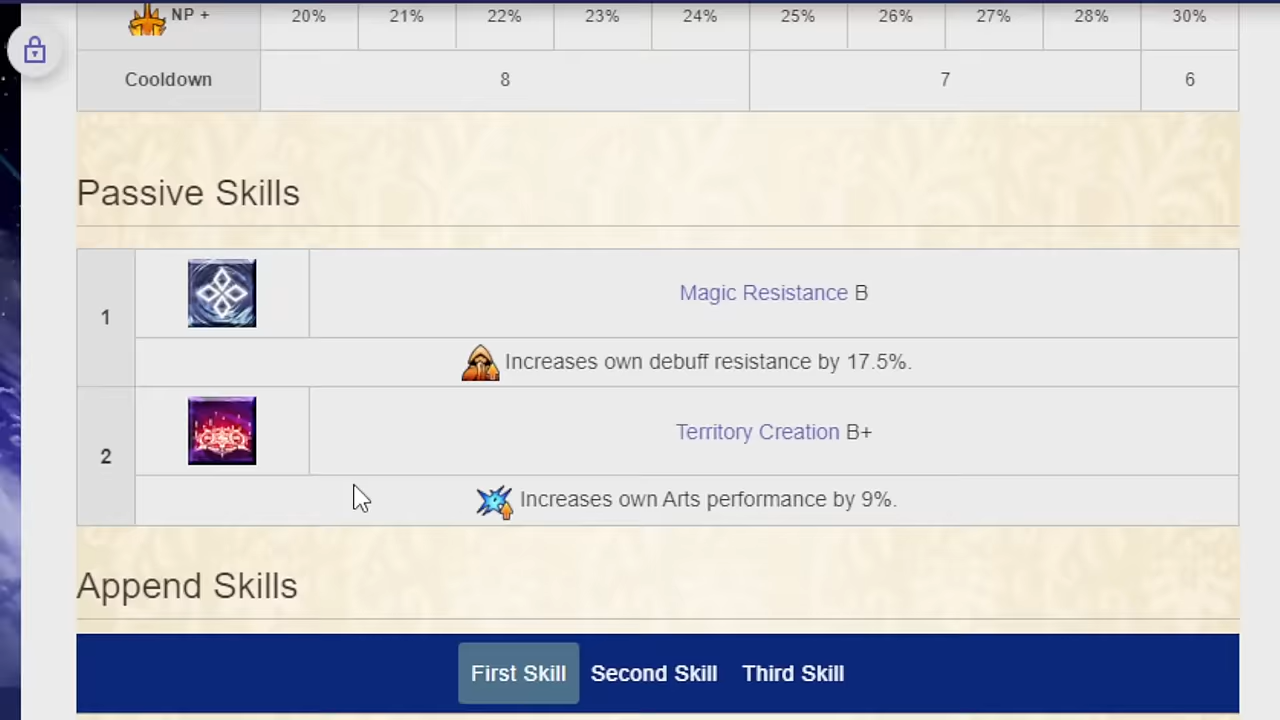 NP + 20% 21% 22% 23% 24% 25% 26% 27% 28% 30%
Cooldown 8 7 6
Passive Skills
1 Magic Resistance B
Increases own debuff resistance by 17.5%.
2 Territory Creation B+
Increases own Arts performance by 9%.
Append Skills
First Skill Second Skill Third Skill